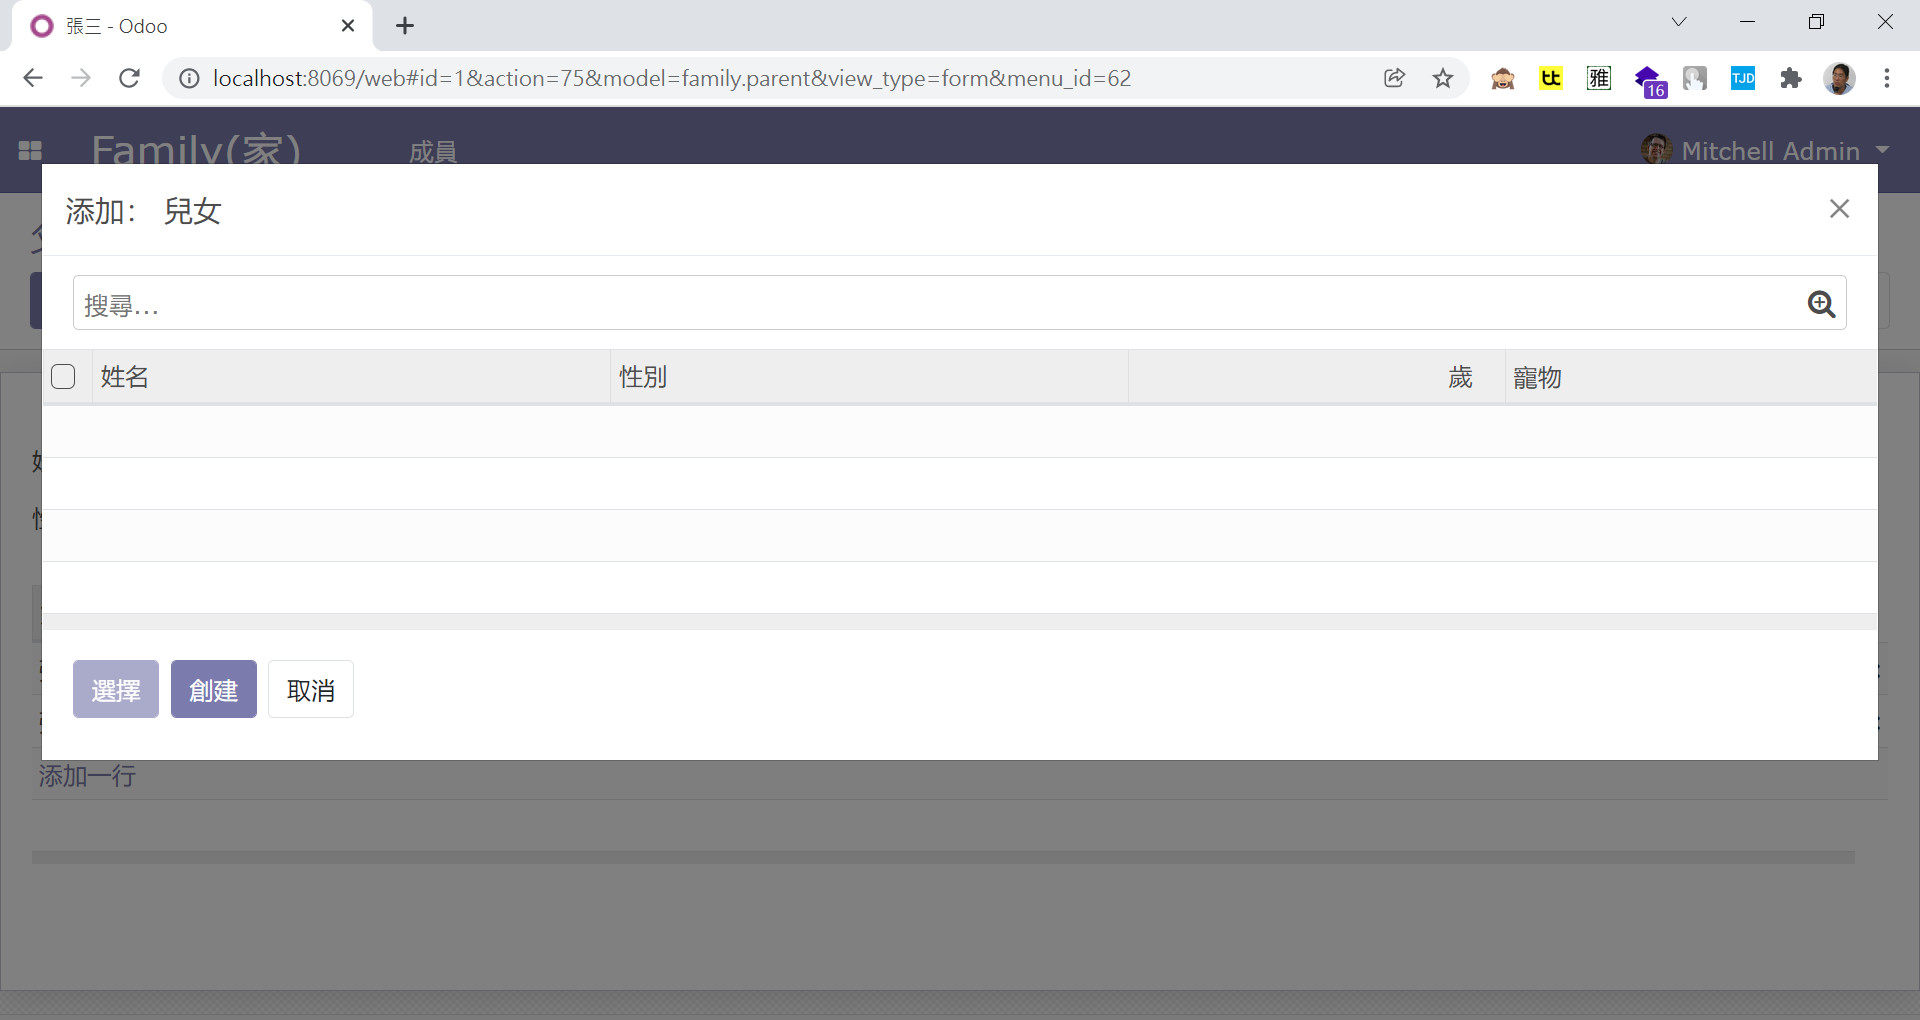 張三 - Odoo
localhost:8069/web#id=1&action=75&model=family.parent&view_type=form&menu_id=62
tt
雅
16
TJD
Family(家)
成員
Mitchell Admin
添加： 兒女
搜尋...
姓名 性別 歲 寵物
選擇 創建 取消
添加一行